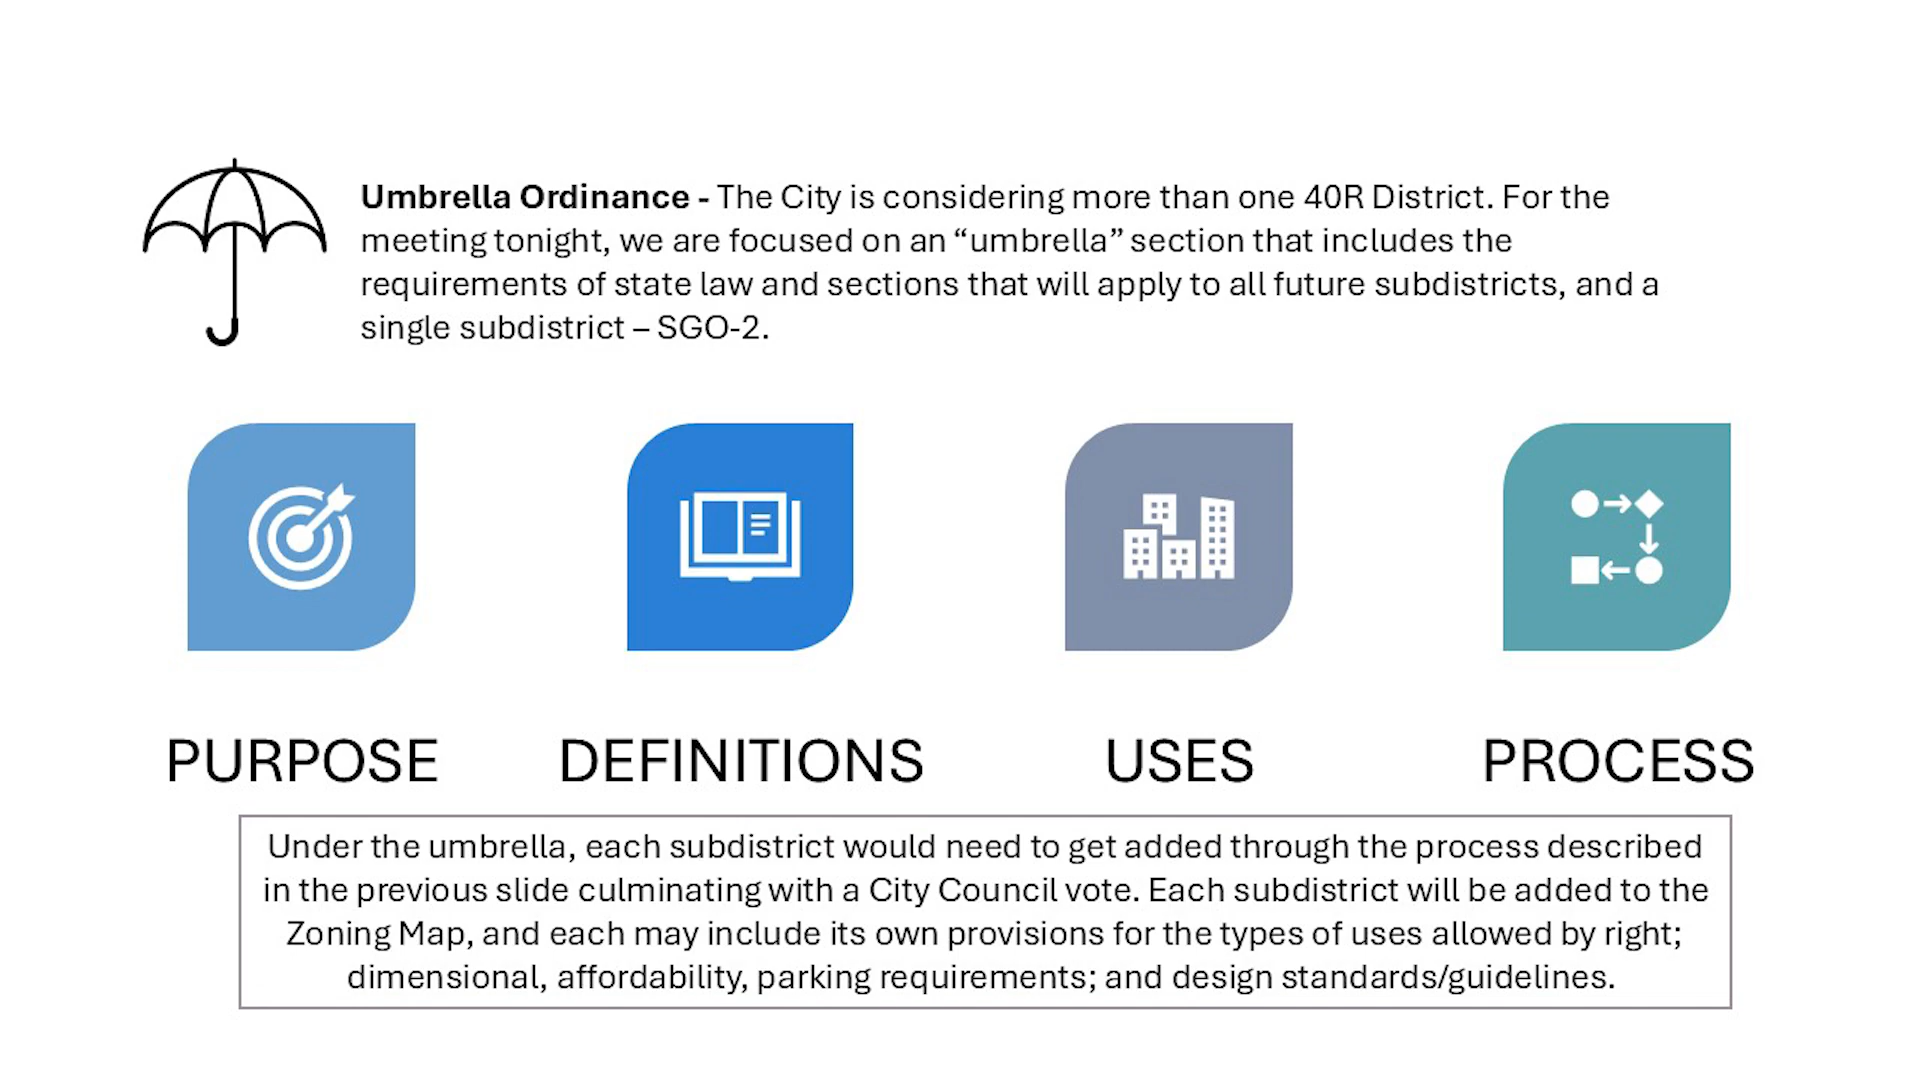 Umbrella Ordinance - The City is considering more than one 40R District. For the
meeting tonight, we are focused on an “umbrella” section that includes the
requirements of state law and sections that will apply to all future subdistricts, and a
single subdistrict – SGO-2.
PURPOSE
DEFINITIONS
USES
PROCESS
Under the umbrella, each subdistrict would need to get added through the process described
in the previous slide culminating with a City Council vote. Each subdistrict will be added to the
Zoning Map, and each may include its own provisions for the types of uses allowed by right;
dimensional, affordability, parking requirements; and design standards/guidelines.